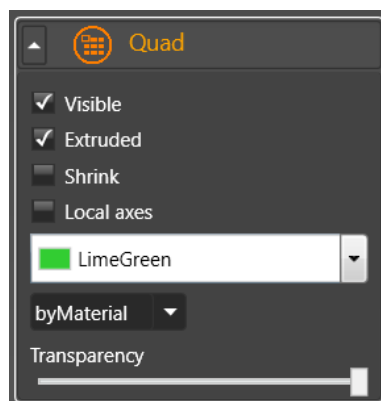 Quad
Visible
Extruded
Shrink
Local axes
LimeGreen
byMaterial
Transparency